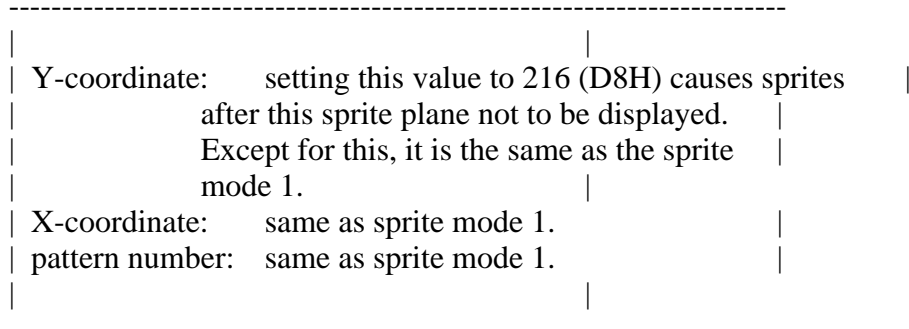 -------------------------------------------------------------------------
| |
| Y-coordinate: setting this value to 216 (D8H) causes sprites |
| after this sprite plane not to be displayed. |
| Except for this, it is the same as the sprite |
| mode 1. |
| X-coordinate: same as sprite mode 1. |
| pattern number: same as sprite mode 1. |
| |